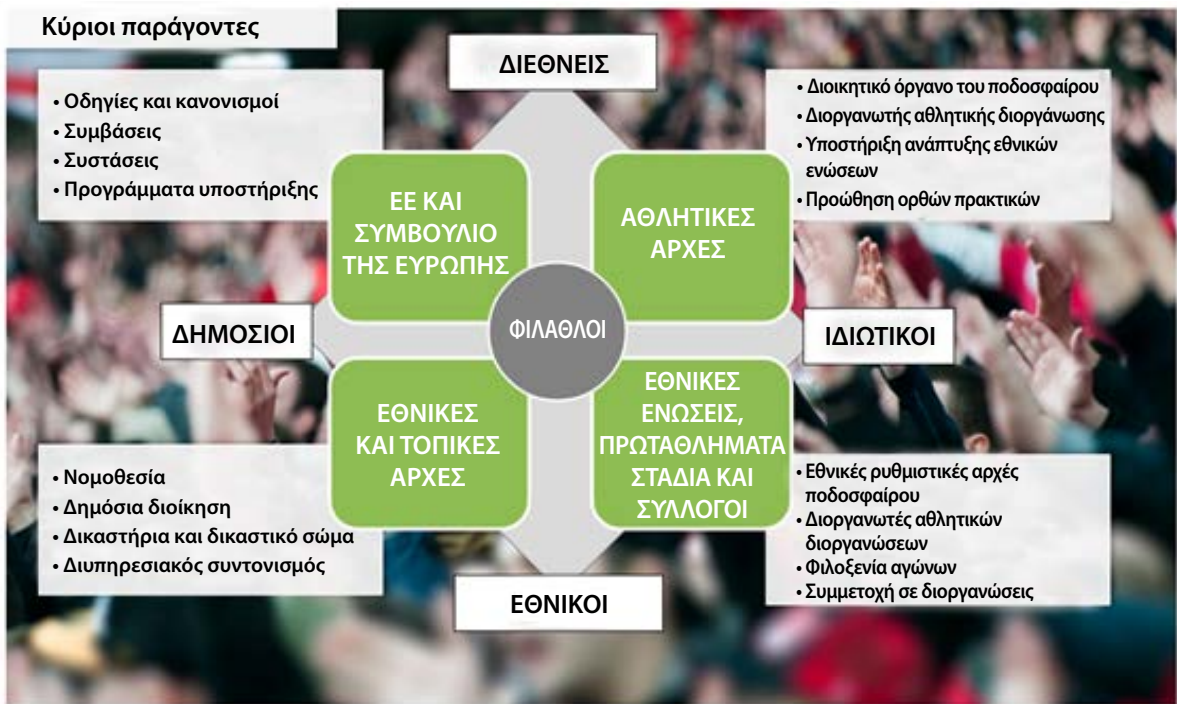 Κύριοι παράγοντες
ΔΙΕΘΝΕΙΣ
• Οδηγίες και κανονισμοί
• Συμβάσεις
• Συστάσεις
• Προγράμματα υποστήριξης
• Διοικητικό όργανο του ποδοσφαίρου
• Διοργανωτής αθλητικής διοργάνωσης
• Υποστήριξη ανάπτυξης εθνικών
ενώσεων
• Προώθηση ορθών πρακτικών
ΕΕ ΚΑΙ
ΣΥΜΒΟΥΛΙΟ
ΤΗΣ ΕΥΡΩΠΗΣ
ΑΘΛΗΤΙΚΕΣ
ΑΡΧΕΣ
ΔΗΜΟΣΙΟΙ
ΦΙΛΑΘΛΟΙ
ΙΔΙΩΤΙΚΟΙ
ΕΘΝΙΚΕΣ
ΚΑΙ ΤΟΠΙΚΕΣ
ΑΡΧΕΣ
ΕΘΝΙΚΕΣ
ΕΝΩΣΕΙΣ,
ΠΡΩΤΑΘΛΗΜΑΤΑ
ΣΤΑΔΙΑ ΚΑΙ
ΣΥΛΛΟΓΟΙ
• Νομοθεσία
• Δημόσια διοίκηση
• Δικαστήρια και δικαστικό σώμα
• Διυπηρεσιακός συντονισμός
• Εθνικές ρυθμιστικές αρχές
ποδοσφαίρου
• Διοργανωτές αθλητικών
διοργανώσεων
• Φιλοξενία αγώνων
• Συμμετοχή σε διοργανώσεις
ΕΘΝΙΚΟΙ